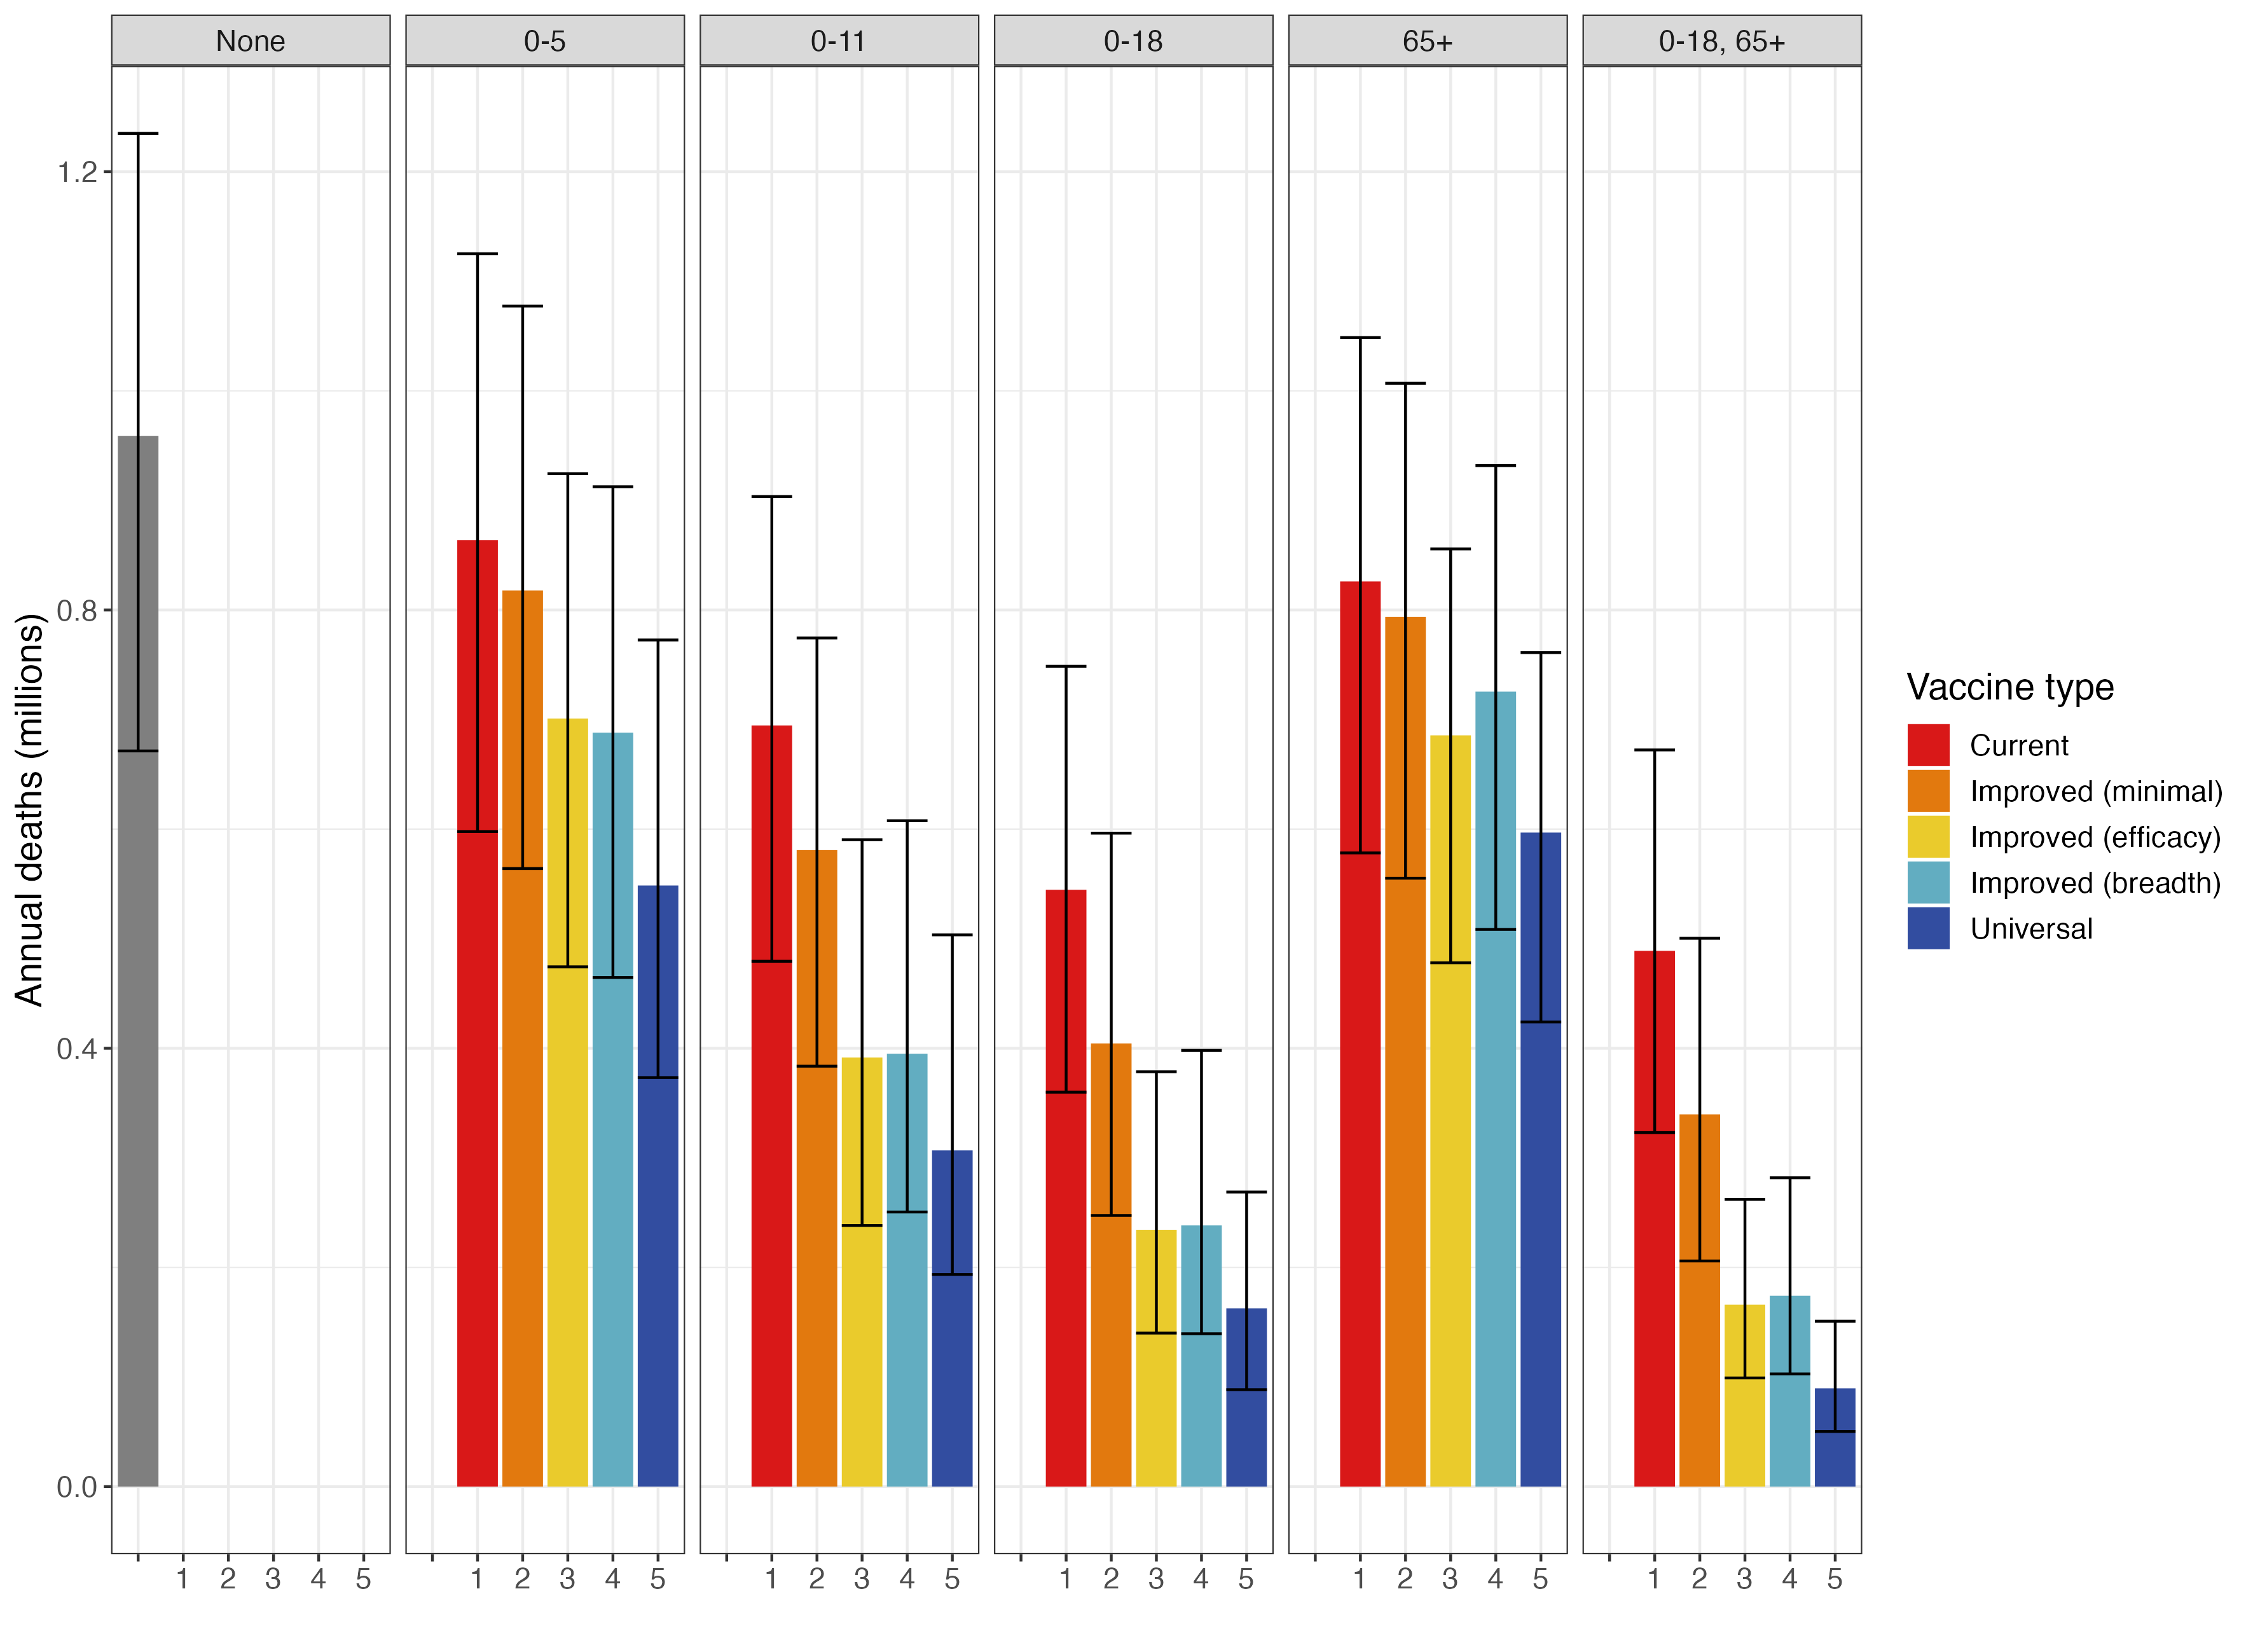 None 0-5 0-11 0-18 65+ 0-18, 65+
Annual deaths (millions)
1.2
0.8
0.4
0.0
1 2 3 4 5 1 2 3 4 5 1 2 3 4 5 1 2 3 4 5 1 2 3 4 5 1 2 3 4 5
Vaccine type
Current
Improved (minimal)
Improved (efficacy)
Improved (breadth)
Universal